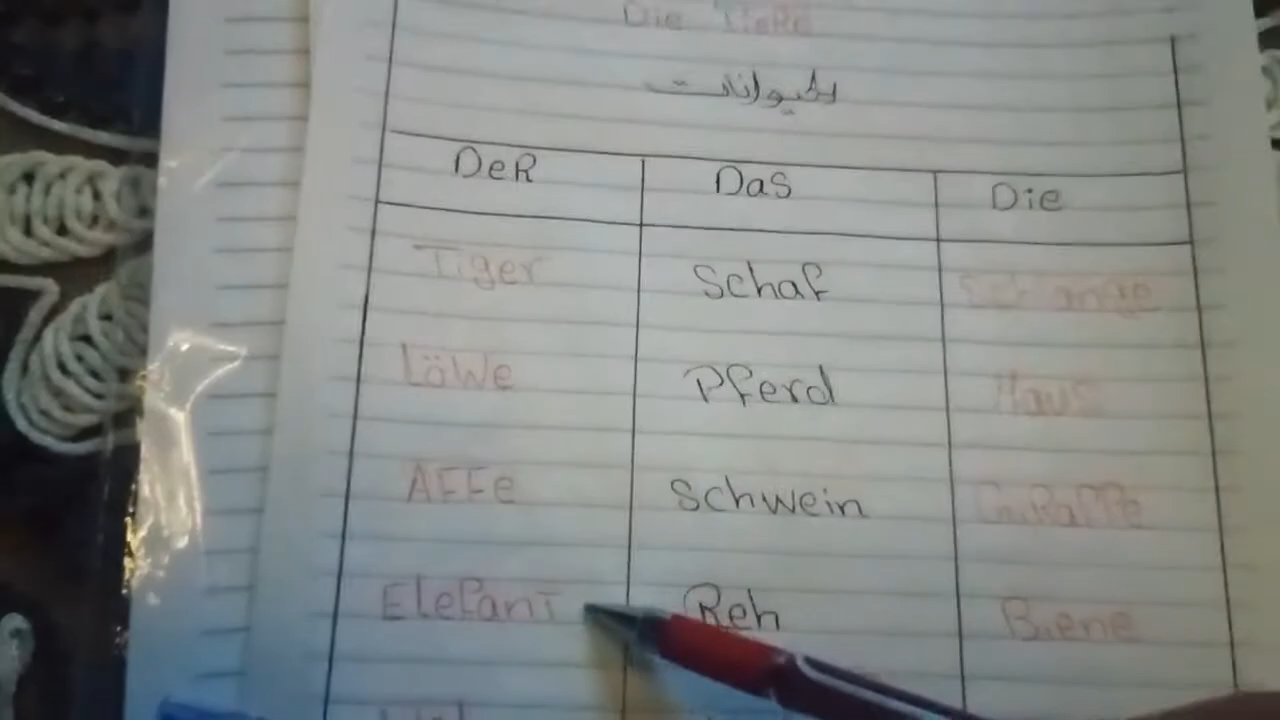 Die TieRe
الحيوانات
DeR Das Die
Tiger Schaf Schlange
LöWe Pferd Maus
AFFe Schwein GiRaFFe
Elefant Reh Biene